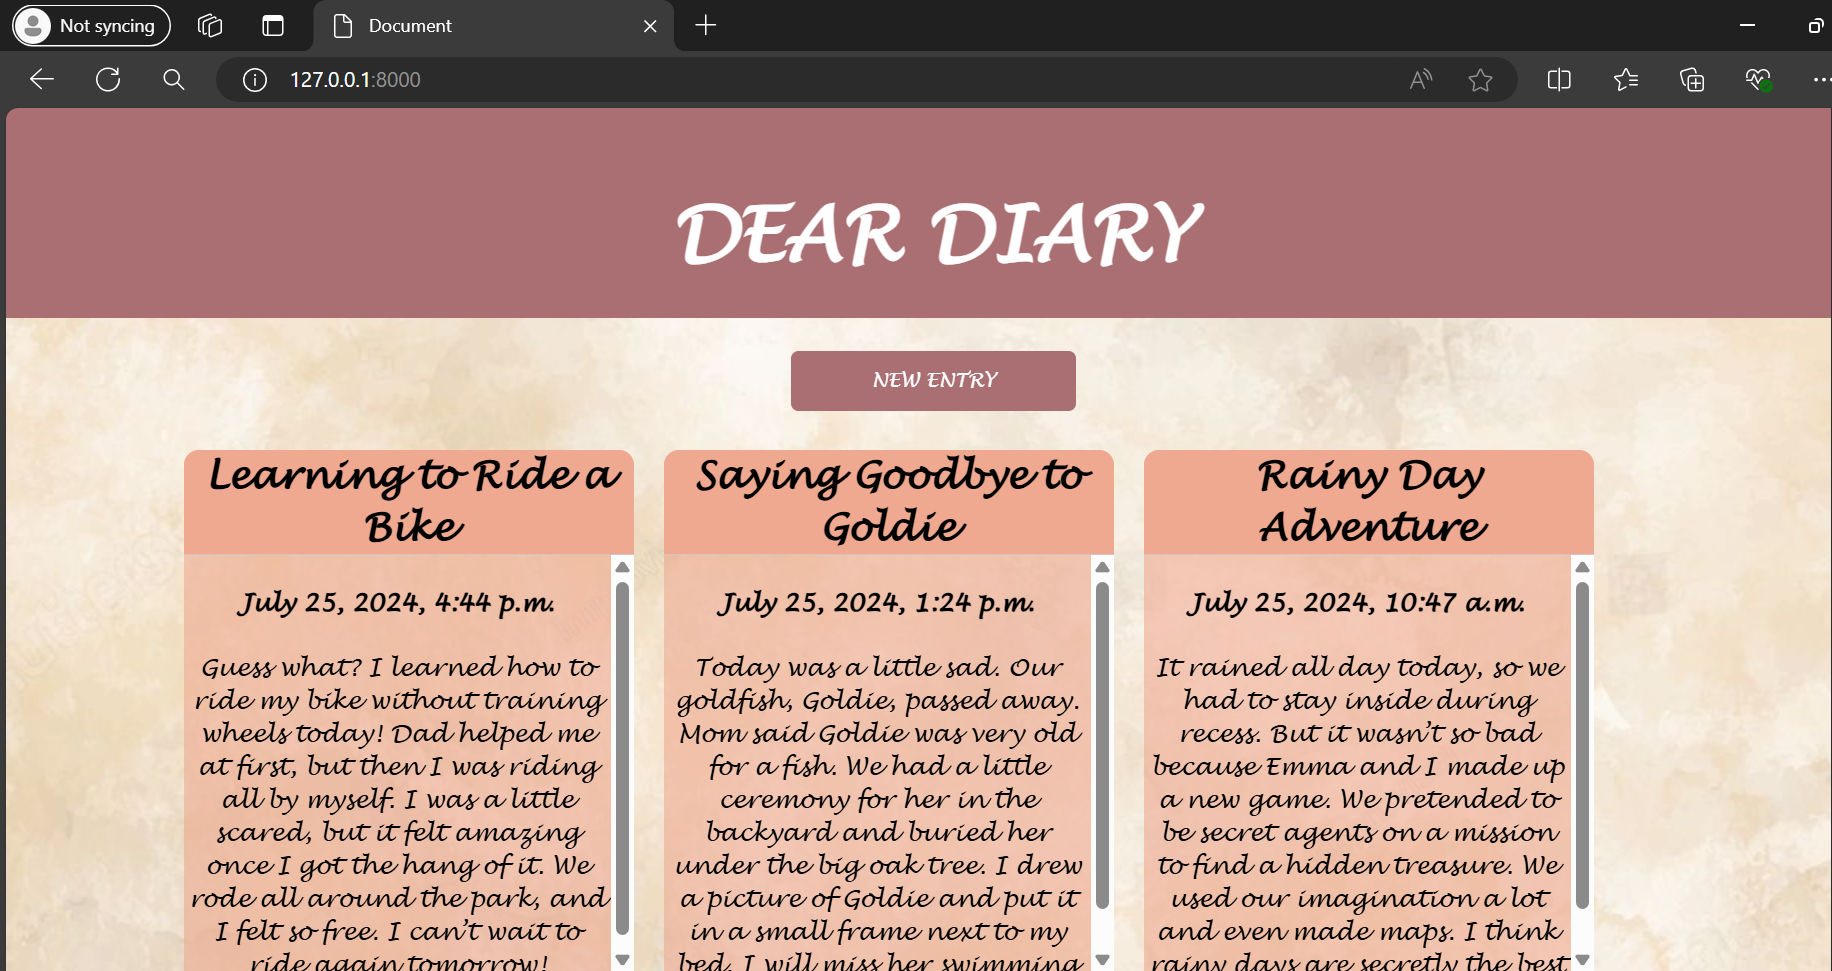 Not syncing
Document
127.0.0.1:8000
DEAR DIARY
NEW ENTRY
Learning to Ride a
Bike
July 25, 2024, 4:44 p.m.
Guess what? I learned how to
ride my bike without training
wheels today! Dad helped me
at first, but then I was riding
all by myself. I was a little
scared, but it felt amazing
once I got the hang of it. We
rode all around the park, and
I felt so free. I can't wait to
ride again tomorrow!
Saying Goodbye to
Goldie
July 25, 2024, 1:24 p.m.
Today was a little sad. Our
goldfish, Goldie, passed away.
Mom said Goldie was very old
for a fish. We had a little
ceremony for her in the
backyard and buried her
under the big oak tree. I drew
a picture of Goldie and put it
in a small frame next to my
bed. I will miss her swimming
Rainy Day
Adventure
July 25, 2024, 10:47 a.m.
It rained all day today, so we
had to stay inside during
recess. But it wasn't so bad
because Emma and I made up
a new game. We pretended to
be secret agents on a mission
to find a hidden treasure. We
used our imagination a lot
and even made maps. I think
rainy days are secretly the best